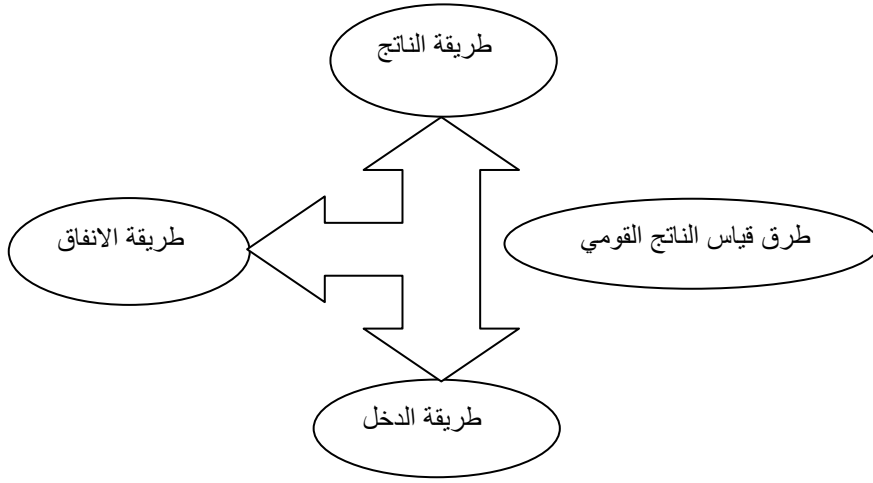 طريقة الناتج
طرق قياس الناتج القومي
طريقة الانفاق
طريقة الدخل